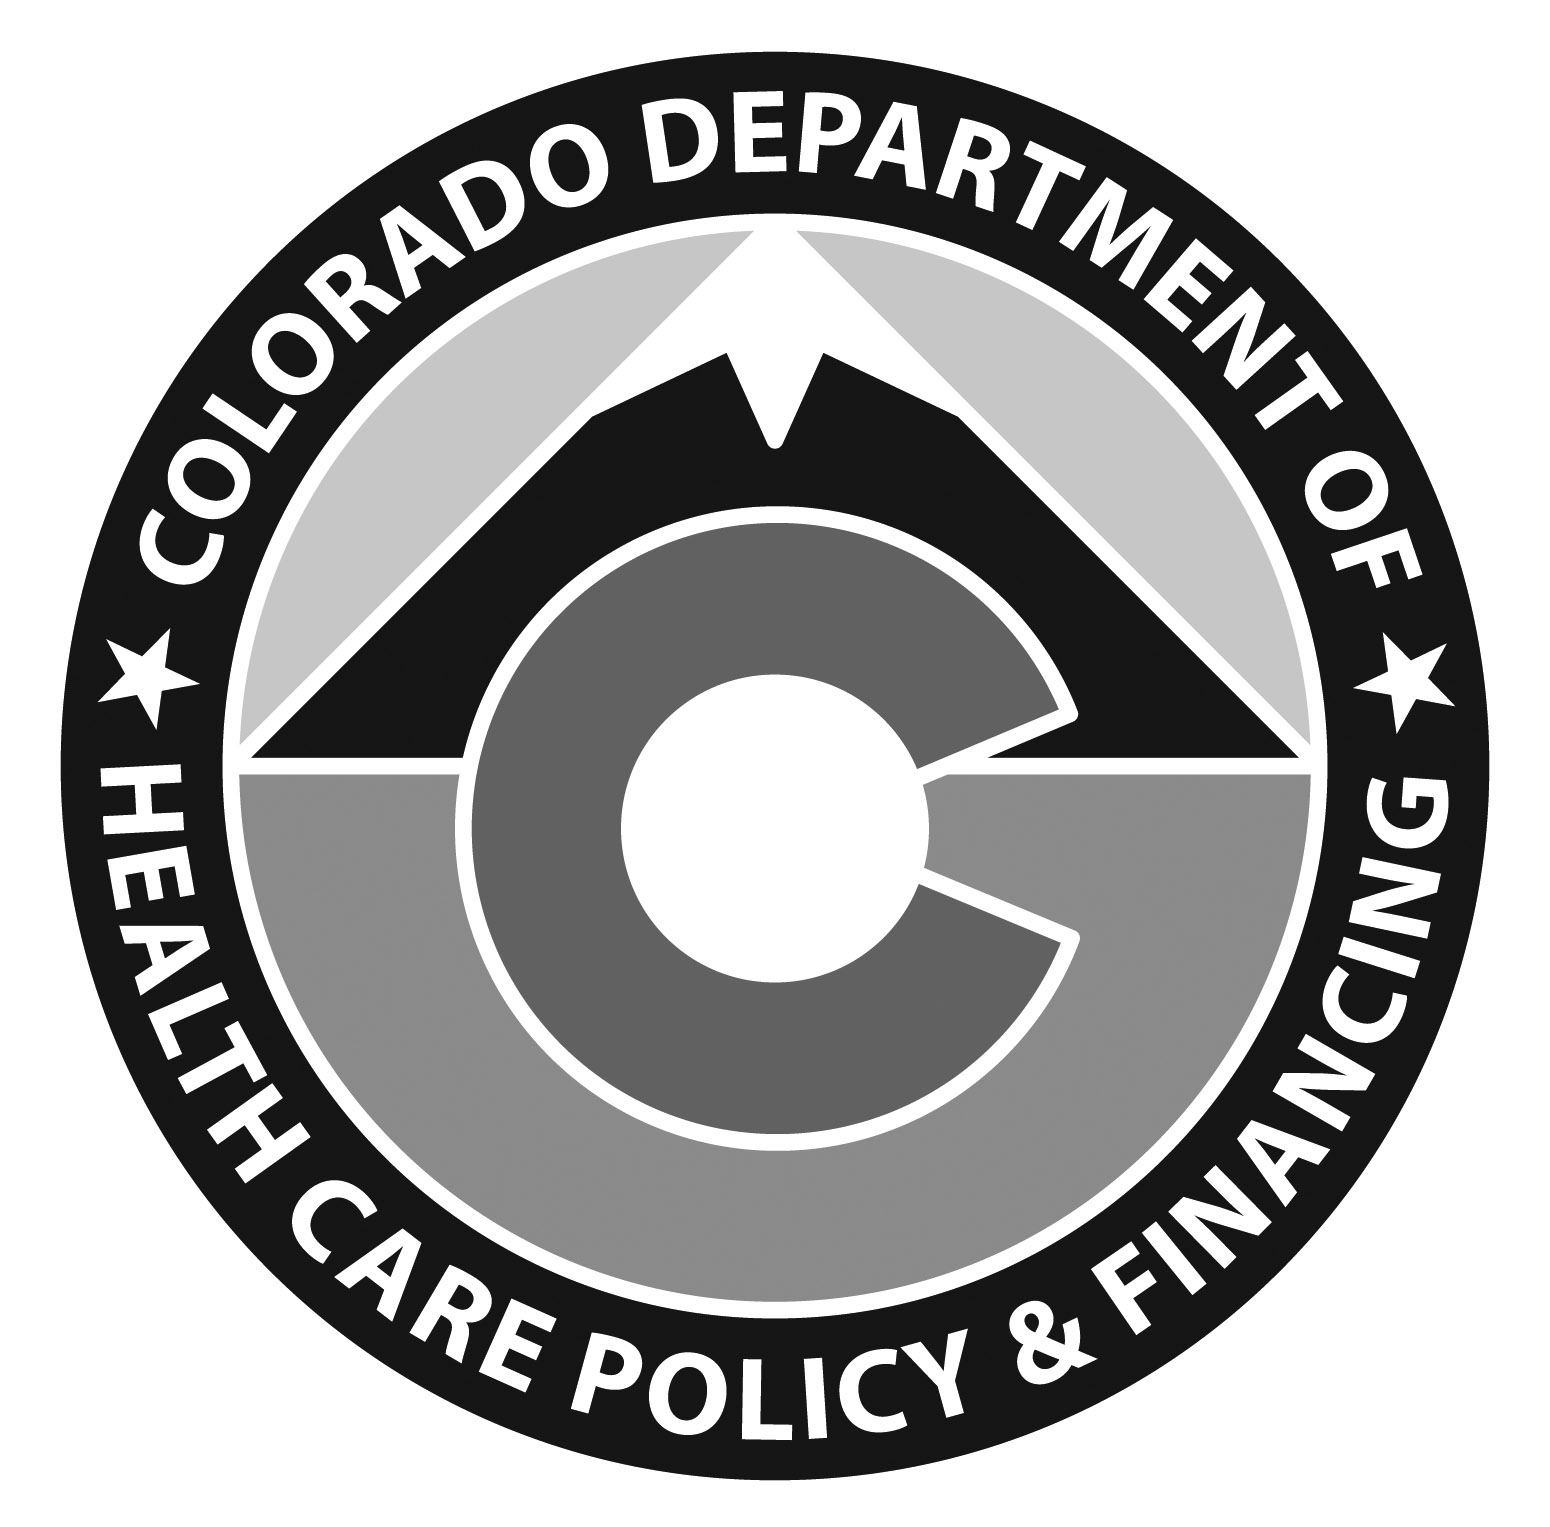 COLORADO DEPARTMENT OF
HEALTH CARE POLICY & FINANCING
C